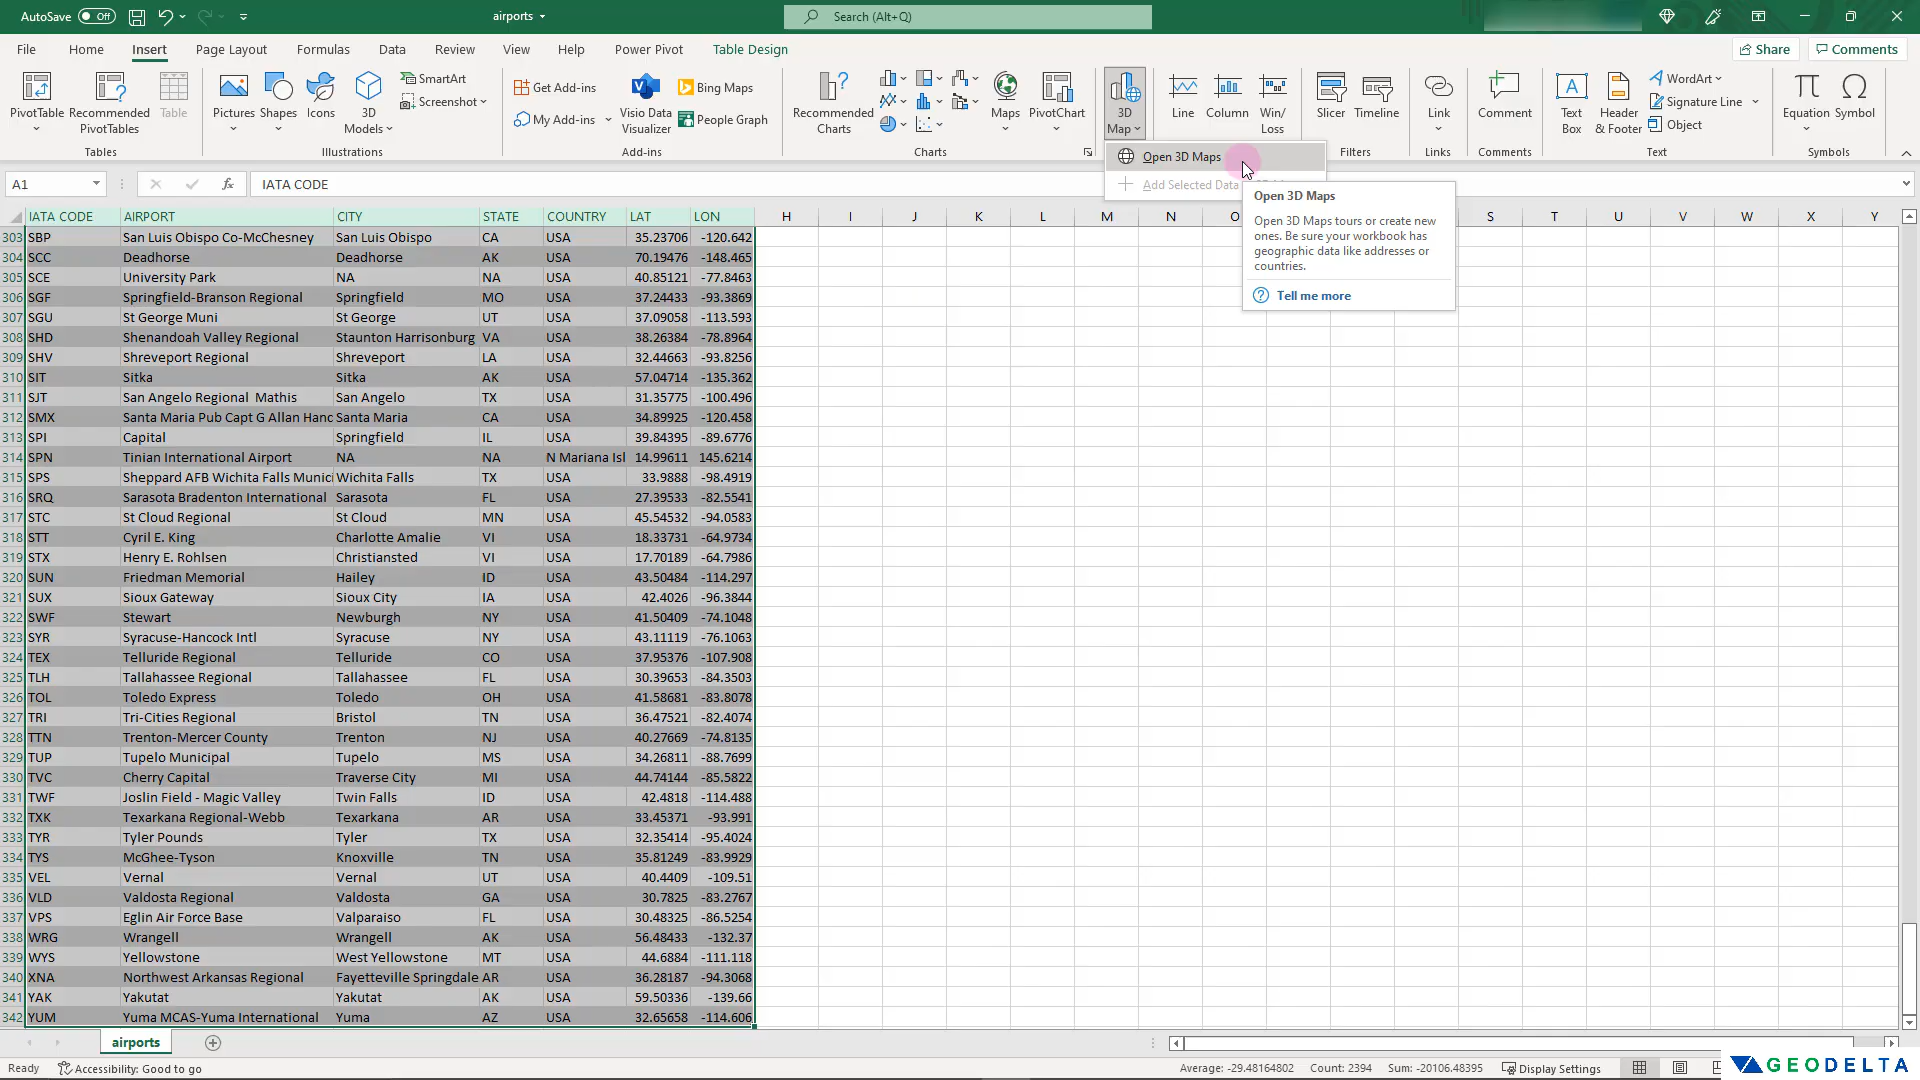 AutoSave Off airports Search (Alt+Q)
File Home Insert Page Layout Formulas Data Review View Help Power Pivot Table Design Share Comments
PivotTable Recommended PivotTables Table
Pictures Shapes Icons 3D Models SmartArt Screenshot
Get Add-ins My Add-ins Visio Data Visualizer Bing Maps People Graph
Recommended Charts Maps PivotChart
3D Map Line Column Win/Loss
Slicer Timeline Link Comment
Text Box Header & Footer WordArt Signature Line Object
Equation Symbol
Tables Illustrations Add-ins Charts Filters Links Comments Text Symbols
Open 3D Maps
Add Selected Data
Open 3D Maps
Open 3D Maps tours or create new
ones. Be sure your workbook has
geographic data like addresses or
countries.
Tell me more
A1 fx IATA CODE
IATA CODE AIRPORT CITY STATE COUNTRY LAT LON H I J K L M N O S T U V W X Y
303 SBP San Luis Obispo Co-McChesney San Luis Obispo CA USA 35.23706 -120.642
304 SCC Deadhorse Deadhorse AK USA 70.19476 -148.465
305 SCE University Park NA NA USA 40.85121 -77.8463
306 SGF Springfield-Branson Regional Springfield MO USA 37.24433 -93.3869
307 SGU St George Muni St George UT USA 37.09058 -113.593
308 SHD Shenandoah Valley Regional Staunton Harrisonburg VA USA 38.26384 -78.8964
309 SHV Shreveport Regional Shreveport LA USA 32.44663 -93.8256
310 SIT Sitka Sitka AK USA 57.04714 -135.362
311 SJT San Angelo Regional Mathis San Angelo TX USA 31.35775 -100.496
312 SMX Santa Maria Pub Capt G Allan Hanc Santa Maria CA USA 34.89925 -120.458
313 SPI Capital Springfield IL USA 39.84395 -89.6776
314 SPN Tinian International Airport NA NA N Mariana Isl 14.99611 145.6214
315 SPS Sheppard AFB Wichita Falls Munici Wichita Falls TX USA 33.9888 -98.4919
316 SRQ Sarasota Bradenton International Sarasota FL USA 27.39533 -82.5541
317 STC St Cloud Regional St Cloud MN USA 45.54532 -94.0583
318 STT Cyril E. King Charlotte Amalie VI USA 18.33731 -64.9734
319 STX Henry E. Rohlsen Christiansted VI USA 17.70189 -64.7986
320 SUN Friedman Memorial Hailey ID USA 43.50484 -114.297
321 SUX Sioux Gateway Sioux City IA USA 42.4026 -96.3844
322 SWF Stewart Newburgh NY USA 41.50409 -74.1048
323 SYR Syracuse-Hancock Intl Syracuse NY USA 43.11119 -76.1063
324 TEX Telluride Regional Telluride CO USA 37.95376 -107.908
325 TLH Tallahassee Regional Tallahassee FL USA 30.39653 -84.3503
326 TOL Toledo Express Toledo OH USA 41.58681 -83.8078
327 TRI Tri-Cities Regional Bristol TN USA 36.47521 -82.4074
328 TTN Trenton-Mercer County Trenton NJ USA 40.27669 -74.8135
329 TUP Tupelo Municipal Tupelo MS USA 34.26811 -88.7699
330 TVC Cherry Capital Traverse City MI USA 44.74144 -85.5822
331 TWF Joslin Field - Magic Valley Twin Falls ID USA 42.4818 -114.488
332 TXK Texarkana Regional-Webb Texarkana AR USA 33.45371 -93.991
333 TYR Tyler Pounds Tyler TX USA 32.35414 -95.4024
334 TYS McGhee-Tyson Knoxville TN USA 35.81249 -83.9929
335 VEL Vernal Vernal UT USA 40.4409 -109.51
336 VLD Valdosta Regional Valdosta GA USA 30.7825 -83.2767
337 VPS Eglin Air Force Base Valparaiso FL USA 30.48325 -86.5254
338 WRG Wrangell Wrangell AK USA 56.48433 -132.37
339 WYS Yellowstone West Yellowstone MT USA 44.6884 -111.118
340 XNA Northwest Arkansas Regional Fayetteville Springdale AR USA 36.28187 -94.3068
341 YAK Yakutat Yakutat AK USA 59.50336 -139.66
342 YUM Yuma MCAS-Yuma International Yuma AZ USA 32.65658 -114.606
airports
Ready Accessibility: Good to go Average: -29.48164802 Count: 2394 Sum: -20106.48395 Display Settings
GEODELTA